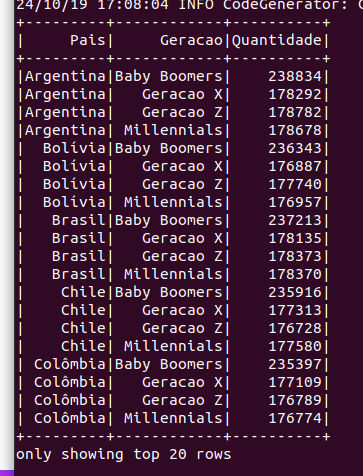 24/10/19 17:08:04 INFO CodeGenerator:
+---------+------------+----------+
|     Pais|     Geracao|Quantidade|
+---------+------------+----------+
|Argentina|Baby Boomers|    238834|
|Argentina|   Geracao X|    178292|
|Argentina|   Geracao Z|    178782|
|Argentina| Millennials|    178678|
|  Bolívia|Baby Boomers|    236343|
|  Bolívia|   Geracao X|    176887|
|  Bolívia|   Geracao Z|    177740|
|  Bolívia| Millennials|    176957|
|   Brasil|Baby Boomers|    237213|
|   Brasil|   Geracao X|    178135|
|   Brasil|   Geracao Z|    178373|
|   Brasil| Millennials|    178370|
|    Chile|Baby Boomers|    235916|
|    Chile|   Geracao X|    177313|
|    Chile|   Geracao Z|    176728|
|    Chile| Millennials|    177580|
| Colômbia|Baby Boomers|    235397|
| Colômbia|   Geracao X|    177109|
| Colômbia|   Geracao Z|    176789|
| Colômbia| Millennials|    176774|
+---------+------------+----------+
only showing top 20 rows